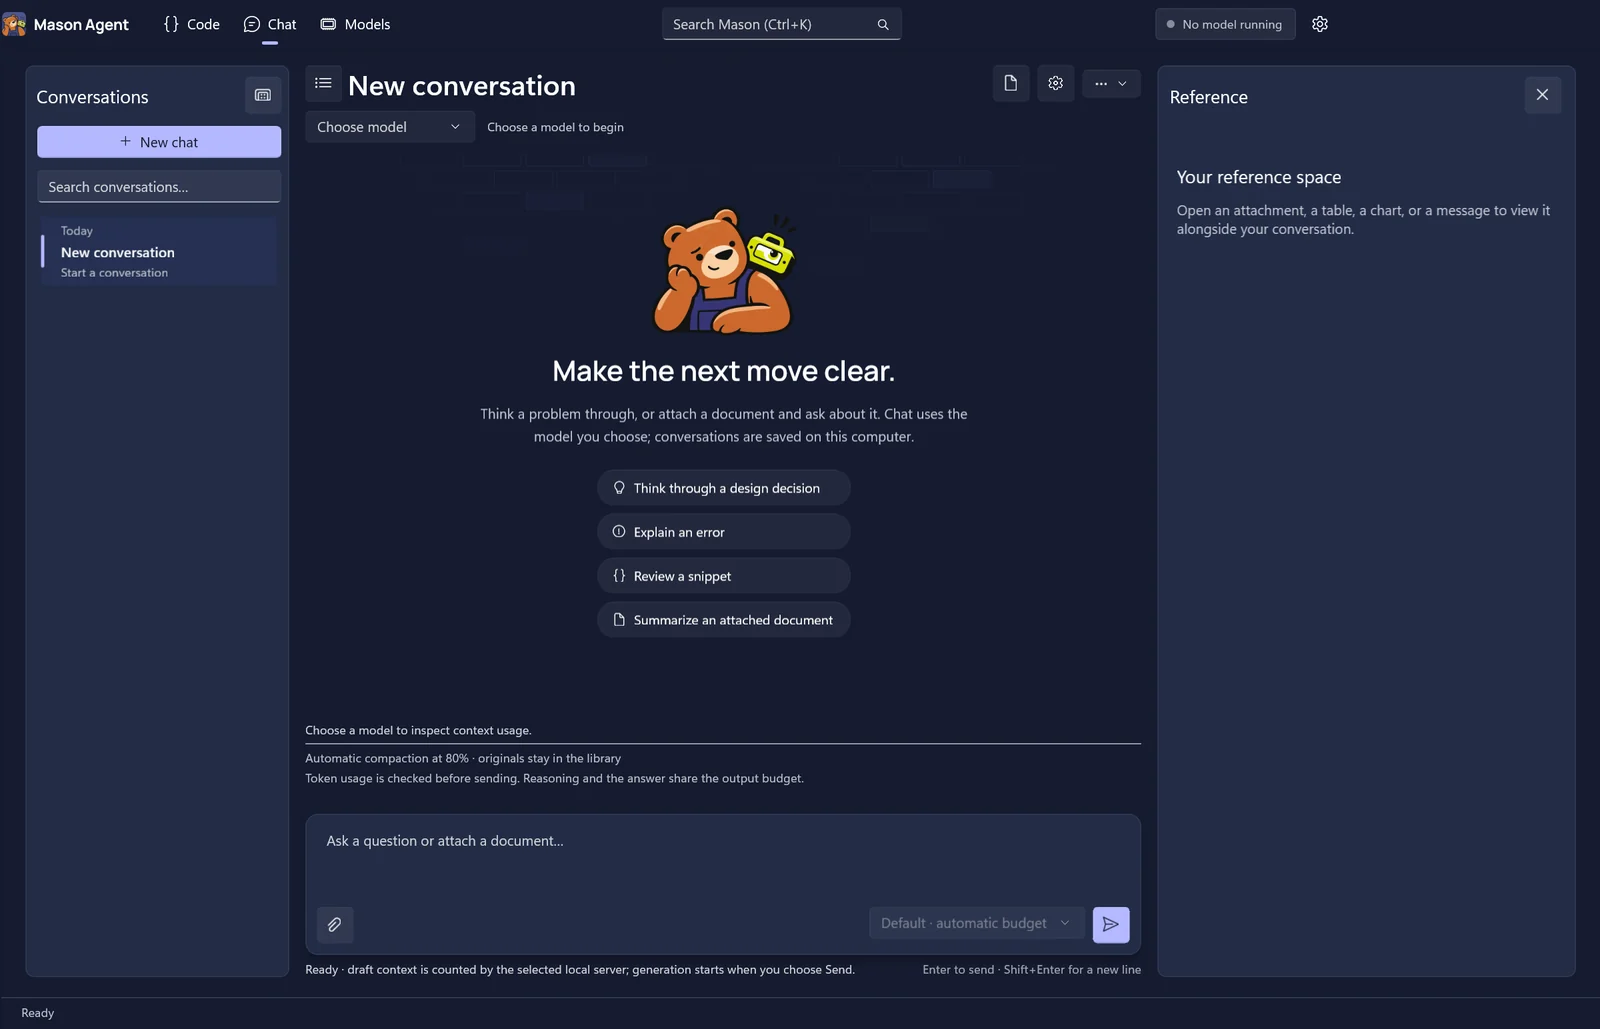 Mason Agent
{} Code
Chat
Models
Search Mason (Ctrl+K)
No model running
Conversations
+ New chat
Search conversations...
Today
New conversation
Start a conversation
New conversation
Choose model
Choose a model to begin
Make the next move clear.
Think a problem through, or attach a document and ask about it. Chat uses the
model you choose; conversations are saved on this computer.
Think through a design decision
Explain an error
{} Review a snippet
Summarize an attached document
Choose a model to inspect context usage.
Automatic compaction at 80% · originals stay in the library
Token usage is checked before sending. Reasoning and the answer share the output budget.
Ask a question or attach a document...
Default · automatic budget
Ready · draft context is counted by the selected local server; generation starts when you choose Send.
Enter to send · Shift+Enter for a new line
Reference
Your reference space
Open an attachment, a table, a chart, or a message to view it
alongside your conversation.
Ready